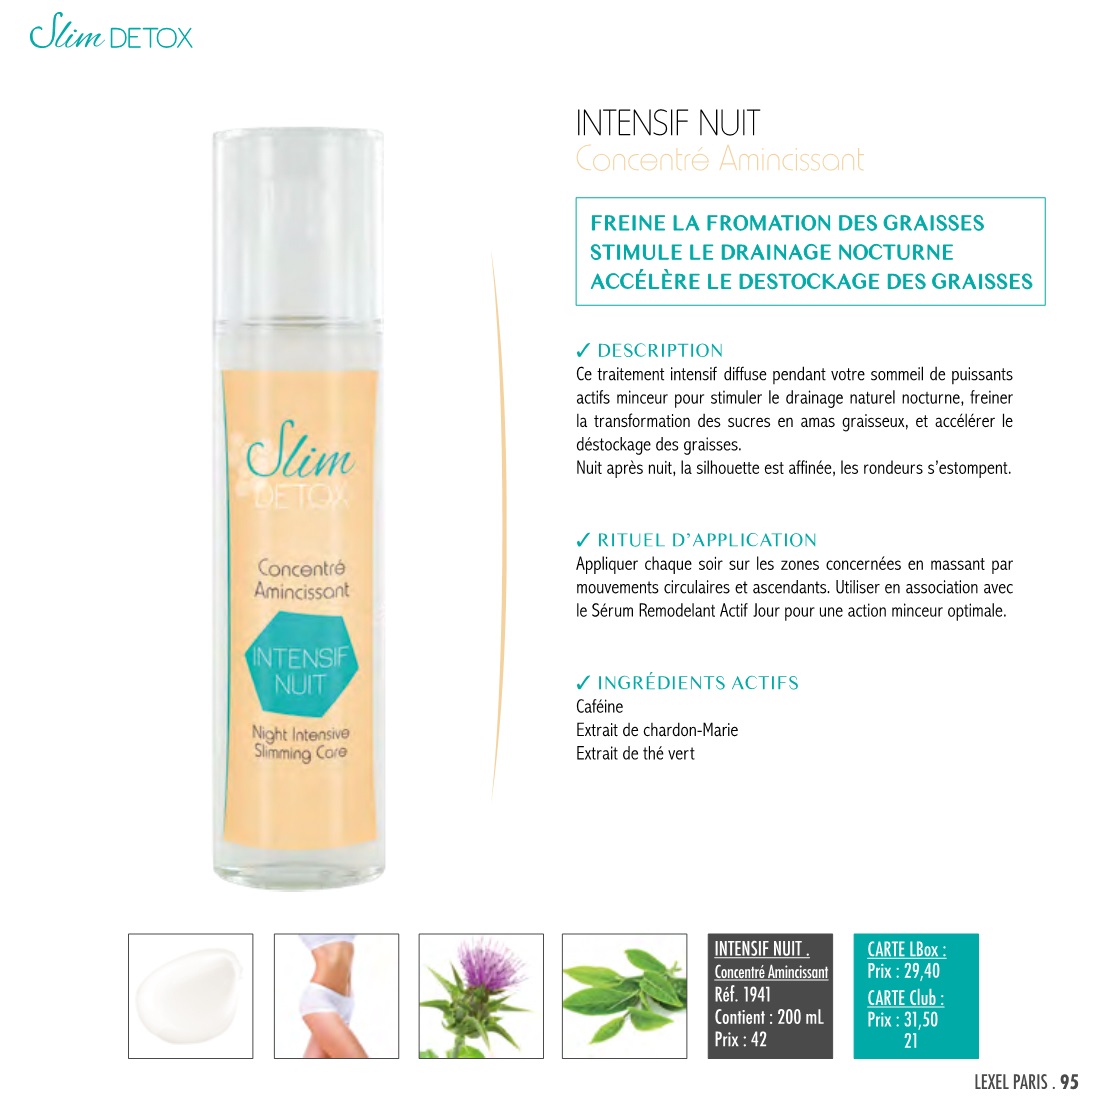 Slim DETOX
INTENSIF NUIT
Concentré Amincissant
FREINE LA FROMATION DES GRAISSES
STIMULE LE DRAINAGE NOCTURNE
ACCÉLÈRE LE DESTOCKAGE DES GRAISSES
✓ DESCRIPTION
Ce traitement intensif diffuse pendant votre sommeil de puissants
actifs minceur pour stimuler le drainage naturel nocturne, freiner
la transformation des sucres en amas graisseux, et accélérer le
déstockage des graisses.
Nuit après nuit, la silhouette est affinée, les rondeurs s’estompent.
✓ RITUEL D’APPLICATION
Appliquer chaque soir sur les zones concernées en massant par
mouvements circulaires et ascendants. Utiliser en association avec
le Sérum Remodelant Actif Jour pour une action minceur optimale.
✓ INGRÉDIENTS ACTIFS
Caféine
Extrait de chardon-Marie
Extrait de thé vert
Slim
DETOX
Concentré
Amincissant
INTENSIF
NUIT
Night Intensive
Slimming Care
INTENSIF NUIT .
Concentré Amincissant
Réf. 1941
Contient : 200 mL
Prix : 42
CARTE LBox :
Prix : 29,40
CARTE Club :
Prix : 31,50
21
LEXEL PARIS . 95